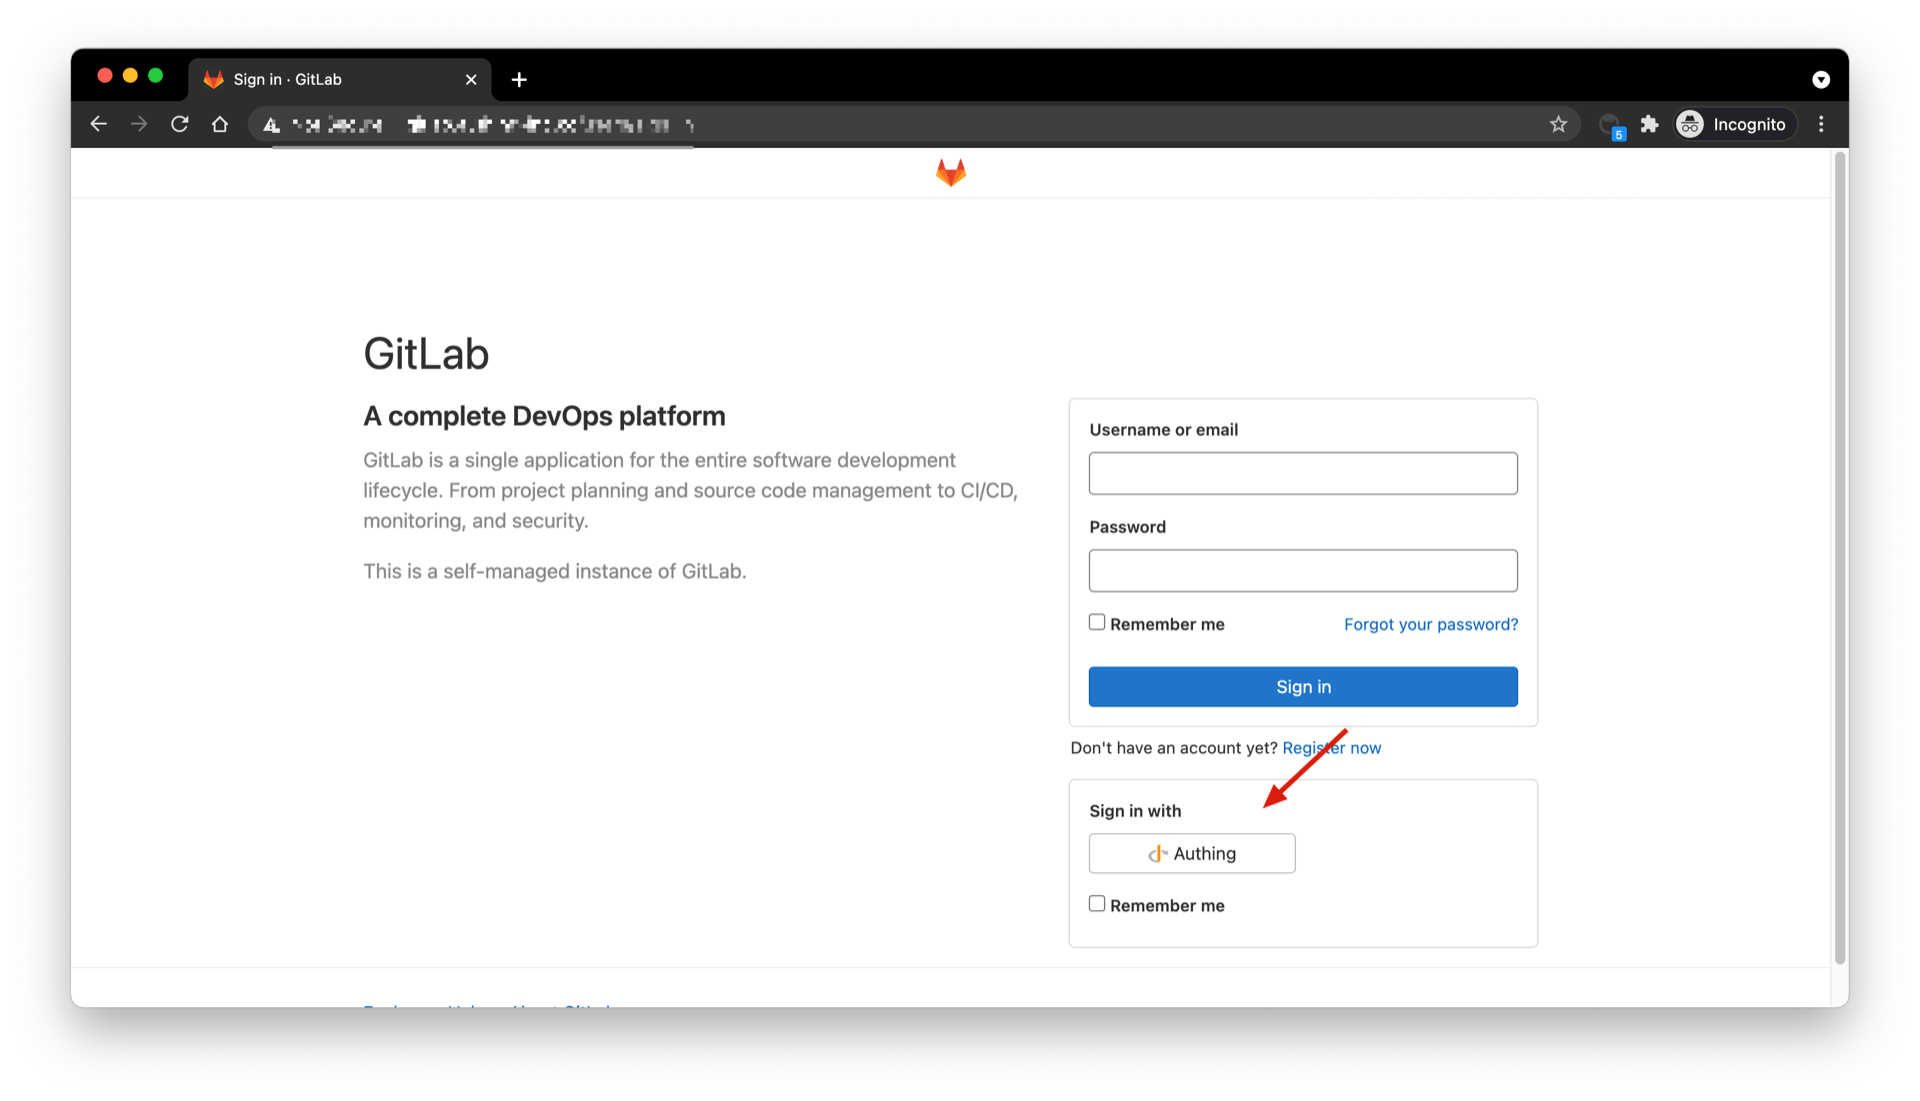 Sign in · GitLab
5
Incognito
GitLab
A complete DevOps platform
GitLab is a single application for the entire software development
lifecycle. From project planning and source code management to CI/CD,
monitoring, and security.
This is a self-managed instance of GitLab.
Username or email
Password
Remember me
Forgot your password?
Sign in
Don't have an account yet? Register now
Sign in with
Authing
Remember me